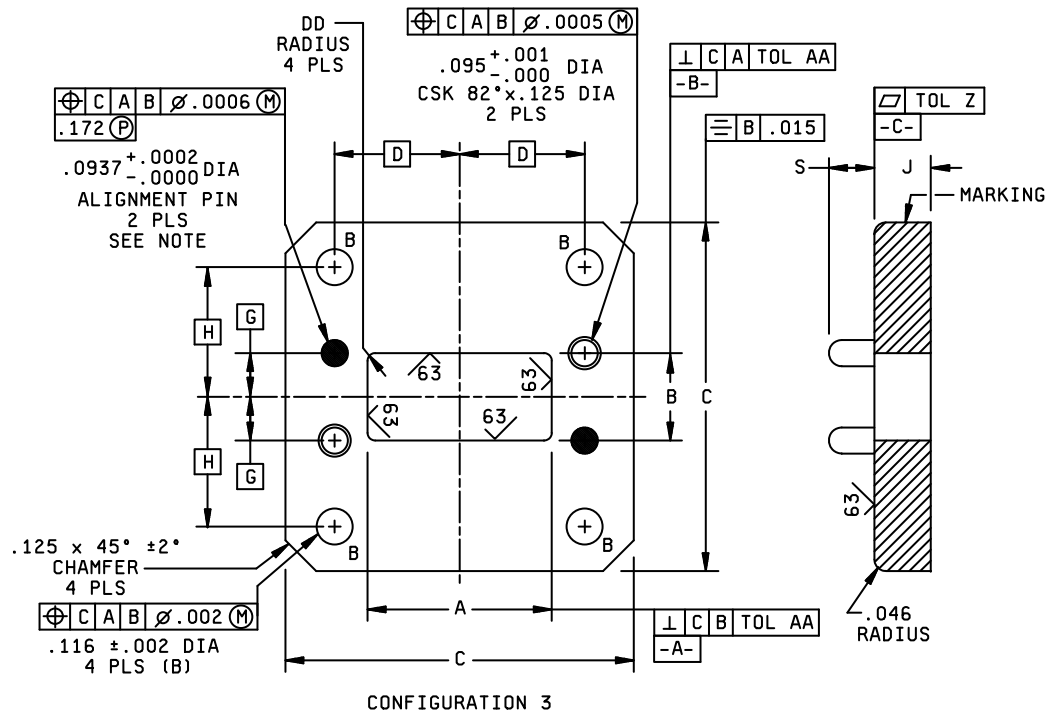 DD
RADIUS
4 PLS
⌖ C A B ⌀.0005 Ⓜ
.095 +.001 -.000 DIA
CSK 82°x.125 DIA
2 PLS
⟂ C A TOL AA
-B-
⌯ B .015
⏥ TOL Z
-C-
⌖ C A B ⌀.0006 Ⓜ
.172 Ⓟ
.0937 +.0002 -.0000 DIA
ALIGNMENT PIN
2 PLS
SEE NOTE
D D
S J
MARKING
B B
H G
63 63
B C
63 63
63
H G
B B
.125 x 45° ±2°
CHAMFER
4 PLS
⌖ C A B ⌀.002 Ⓜ
.116 ±.002 DIA
4 PLS (B)
A
⟂ C B TOL AA
-A-
C
.046
RADIUS
CONFIGURATION 3